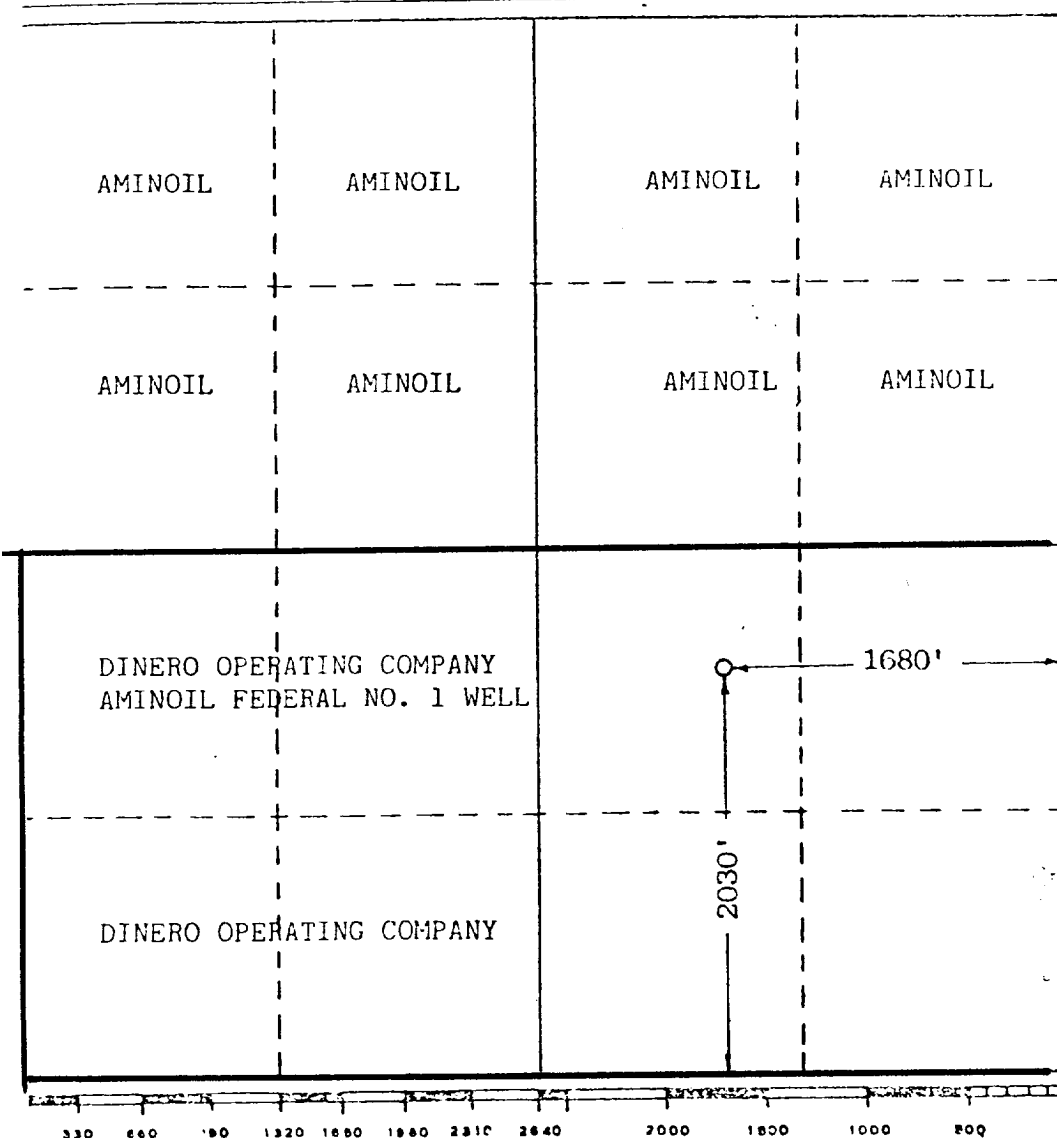 AMINOIL AMINOIL AMINOIL AMINOIL
AMINOIL AMINOIL AMINOIL AMINOIL
DINERO OPERATING COMPANY
AMINOIL FEDERAL NO. 1 WELL
1680'
2030'
DINERO OPERATING COMPANY
330 660 1320 1650 1980 2310 2640 2000 1500 1000